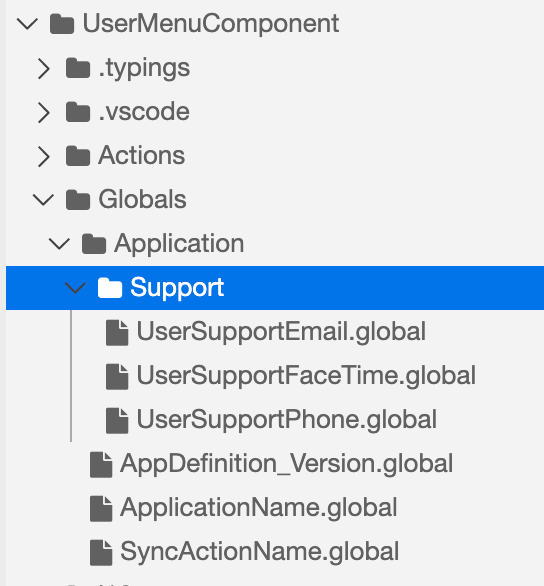 UserMenuComponent
.typings
.vscode
Actions
Globals
Application
Support
UserSupportEmail.global
UserSupportFaceTime.global
UserSupportPhone.global
AppDefinition_Version.global
ApplicationName.global
SyncActionName.global